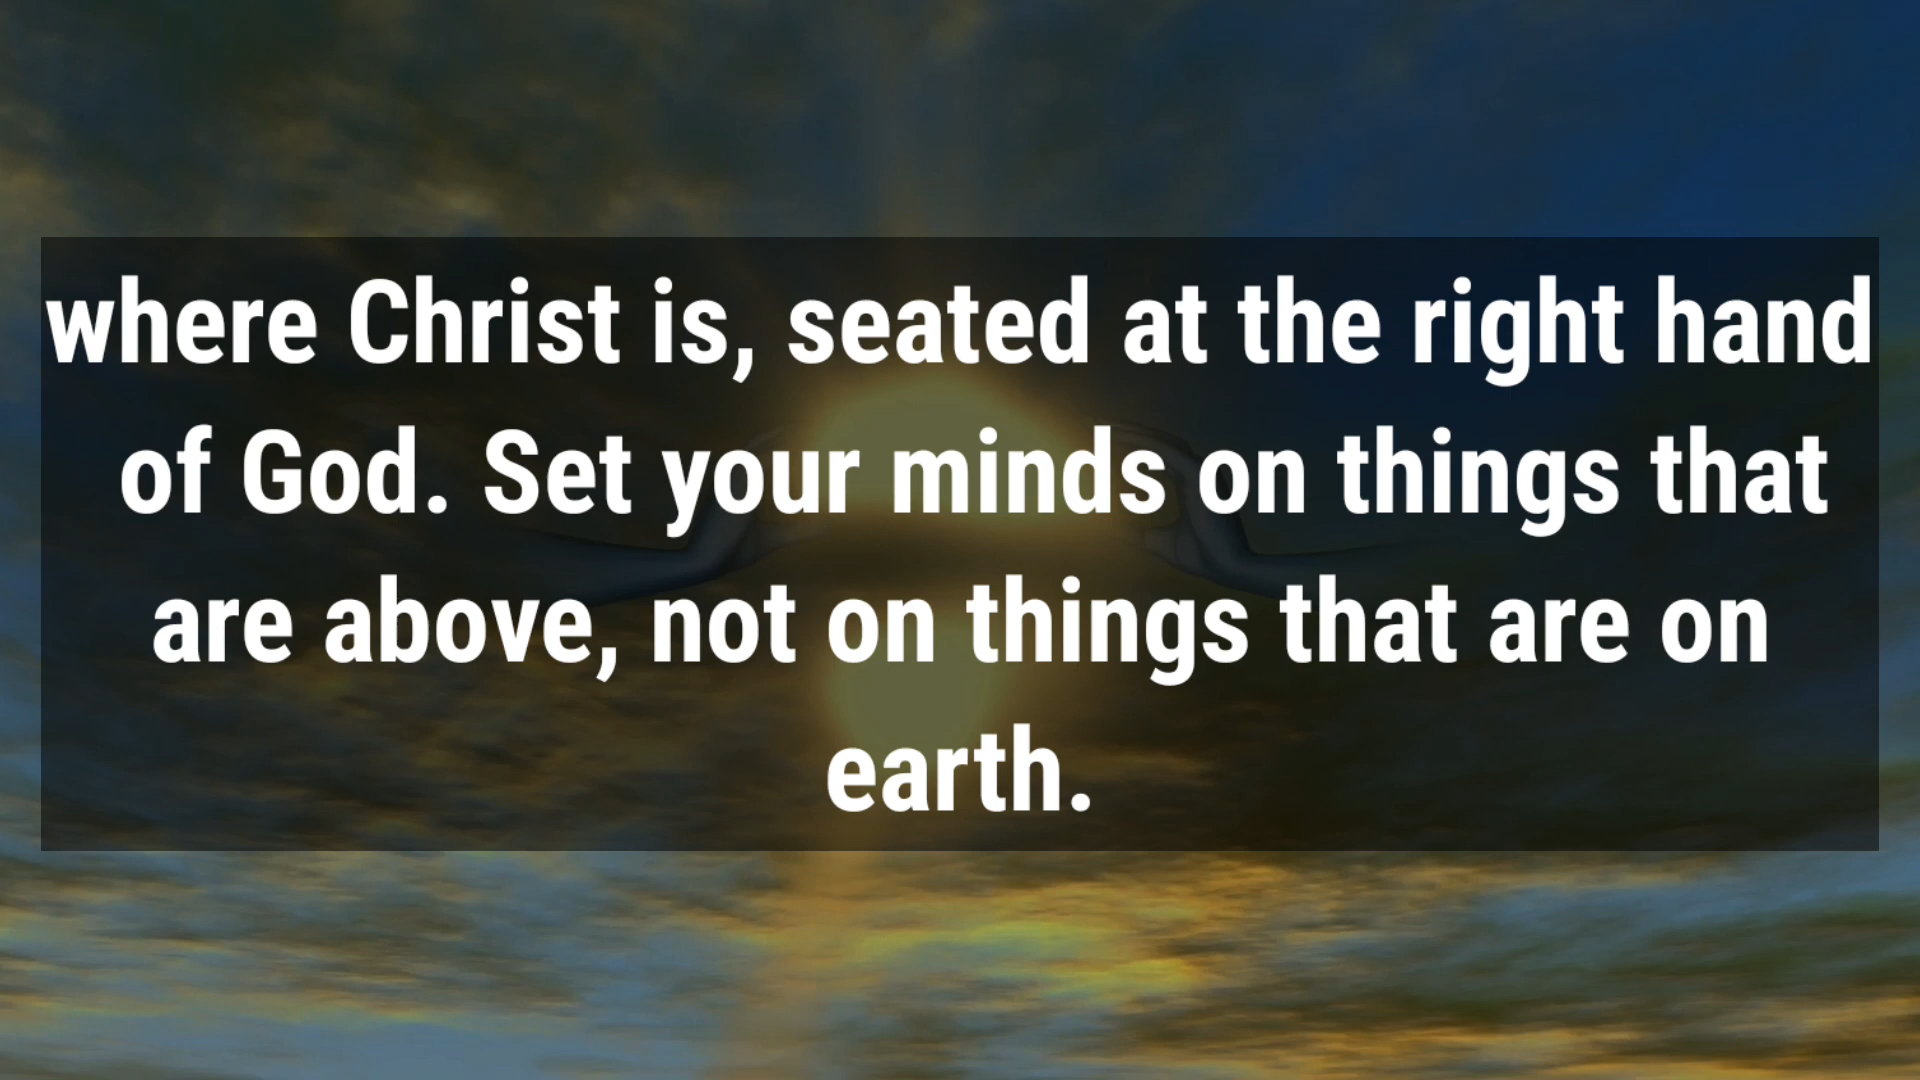 where Christ is, seated at the right hand
of God. Set your minds on things that
are above, not on things that are on
earth.